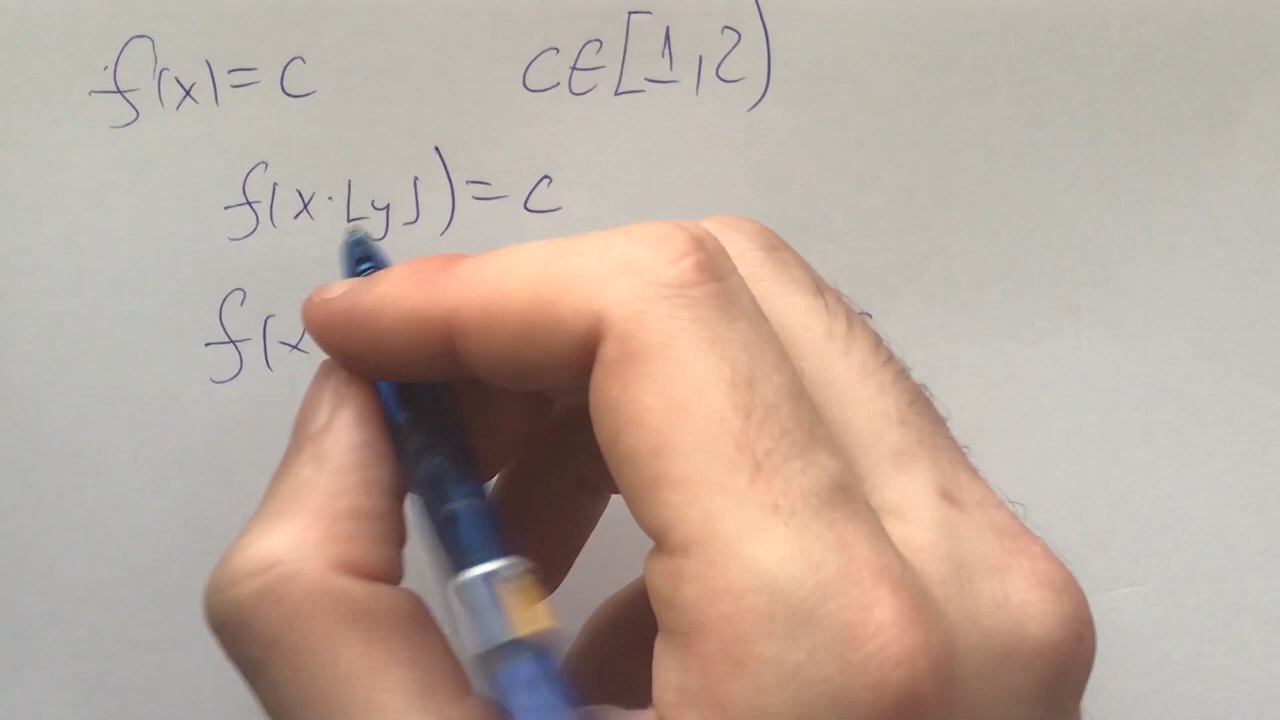 f(x)=c c∈[1,2)
f(x·⌊y⌋)=c
f(x